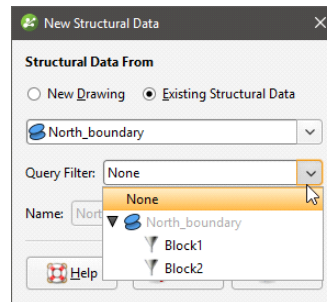 New Structural Data
Structural Data From
New Drawing Existing Structural Data
North_boundary
Query Filter: None
None
Name: Nort
North_boundary
Block1
Block2
Help